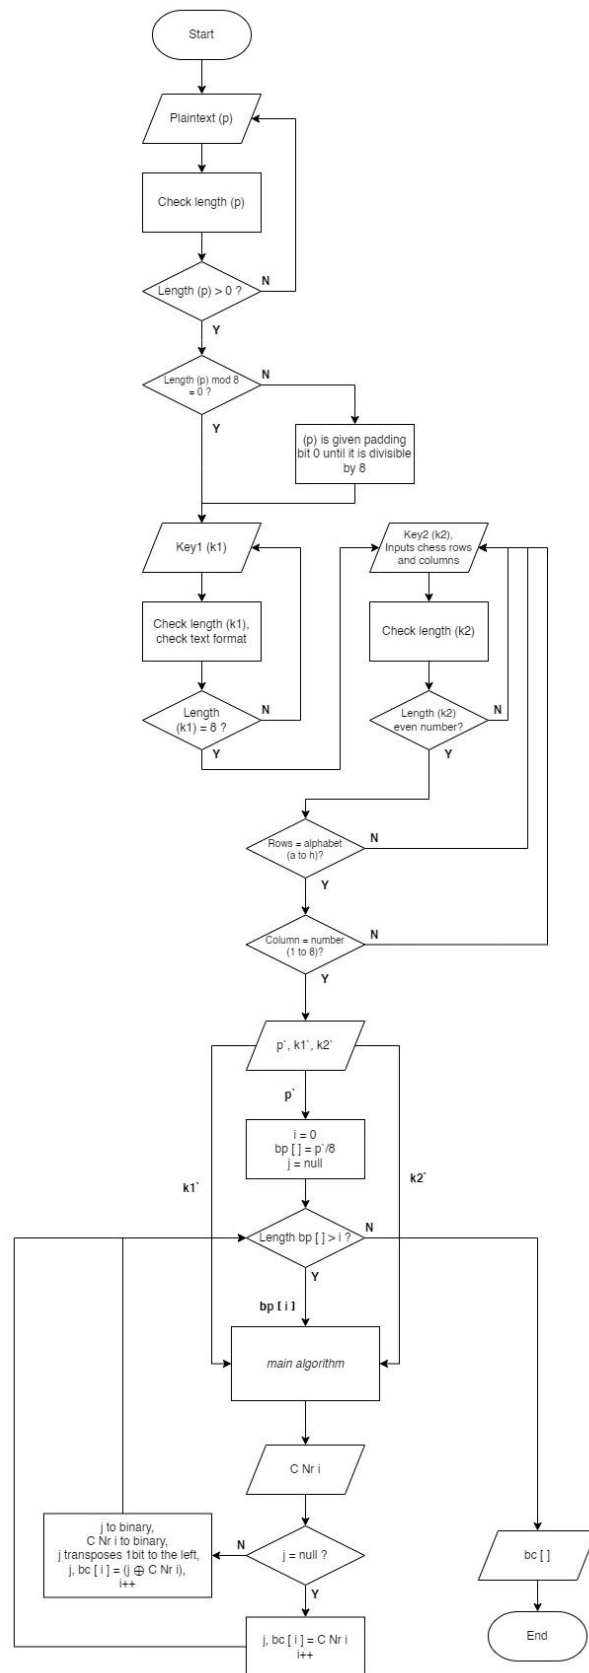 Start
Plaintext (p)
Check length (p)
Length (p) > 0 ?
N
Y
Length (p) mod 8
= 0 ?
N
Y
(p) is given padding
bit 0 until it is divisible
by 8
Key1 (k1)
Key2 (k2),
Inputs chess rows
and columns
Check length (k1),
check text format
Check length (k2)
Length
(k1) = 8 ?
N
Y
Length (k2)
even number?
N
Y
Rows = alphabet
(a to h)?
N
Y
Column = number
(1 to 8)?
N
Y
p`, k1`, k2`
p`
i = 0
bp [ ] = p`/8
j = null
k1`
k2`
Length bp [ ] > i ?
N
Y
bp [ i ]
main algorithm
C Nr i
j to binary,
C Nr i to binary,
j transposes 1bit to the left,
j, bc [ i ] = (j ⊕ C Nr i),
i++
N
j = null ?
Y
bc [ ]
j, bc [ i ] = C Nr i
i++
End